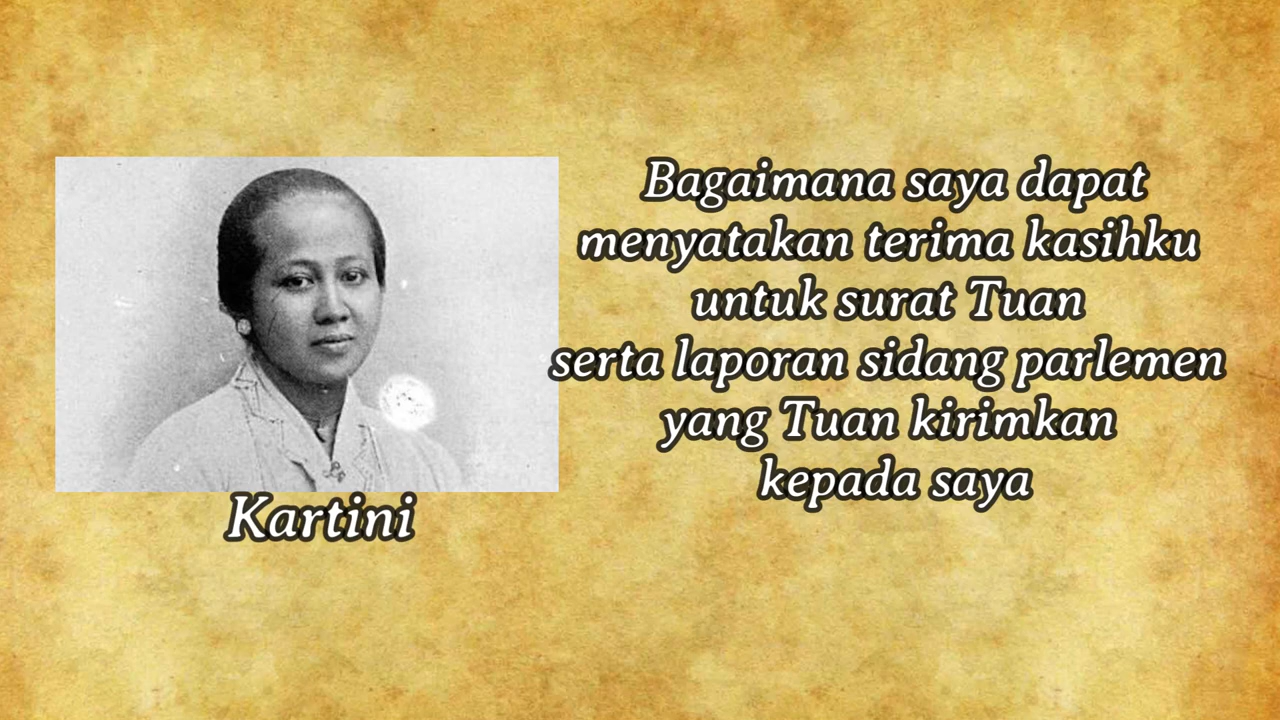 Bagaimana saya dapat
menyatakan terima kasihku
untuk surat Tuan
serta laporan sidang parlemen
yang Tuan kirimkan
kepada saya
Kartini